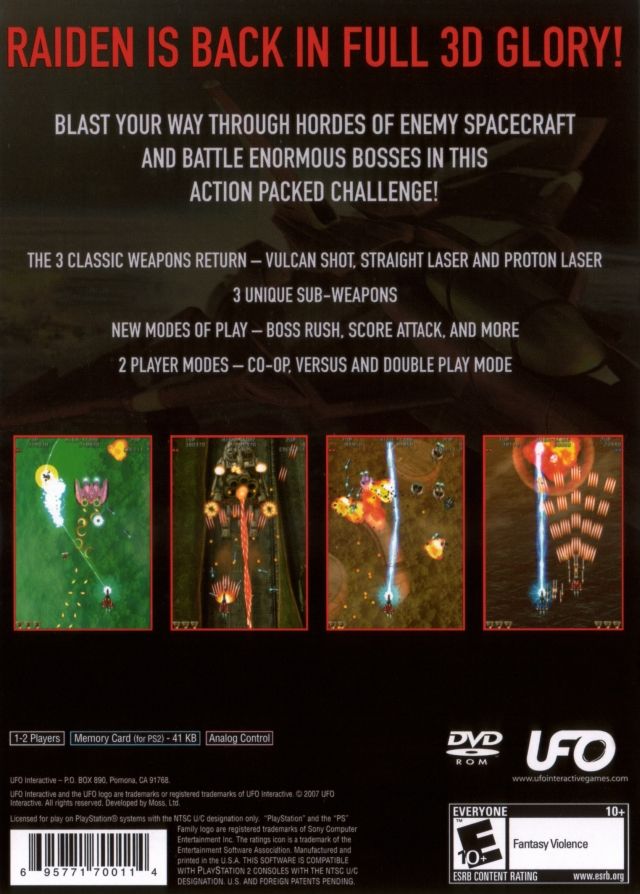 RAIDEN IS BACK IN FULL 3D GLORY!
BLAST YOUR WAY THROUGH HORDES OF ENEMY SPACECRAFT
AND BATTLE ENORMOUS BOSSES IN THIS
ACTION PACKED CHALLENGE!
THE 3 CLASSIC WEAPONS RETURN – VULCAN SHOT, STRAIGHT LASER AND PROTON LASER
3 UNIQUE SUB-WEAPONS
NEW MODES OF PLAY – BOSS RUSH, SCORE ATTACK, AND MORE
2 PLAYER MODES – CO-OP, VERSUS AND DOUBLE PLAY MODE
1-2 Players
Memory Card (for PS2) - 41 KB
Analog Control
DVD
ROM
UFO
www.ufointeractivegames.com
UFO Interactive – P.O. BOX 890, Pomona, CA 91768.
UFO Interactive and the UFO logo are trademarks or registered trademarks of UFO Interactive. © 2007 UFO
Interactive. All rights reserved. Developed by Moss, Ltd.
Licensed for play on PlayStation® systems with the NTSC U/C designation only. "PlayStation" and the "PS"
Family logo are registered trademarks of Sony Computer
Entertainment Inc. The ratings icon is a trademark of the
Entertainment Software Association. Manufactured and
printed in the U.S.A. THIS SOFTWARE IS COMPATIBLE
WITH PLAYSTATION 2 CONSOLES WITH THE NTSC U/C
DESIGNATION. U.S. AND FOREIGN PATENTS PENDING.
6 95771 70011 4
EVERYONE 10+
E
10+
TM
Fantasy Violence
ESRB CONTENT RATING www.esrb.org